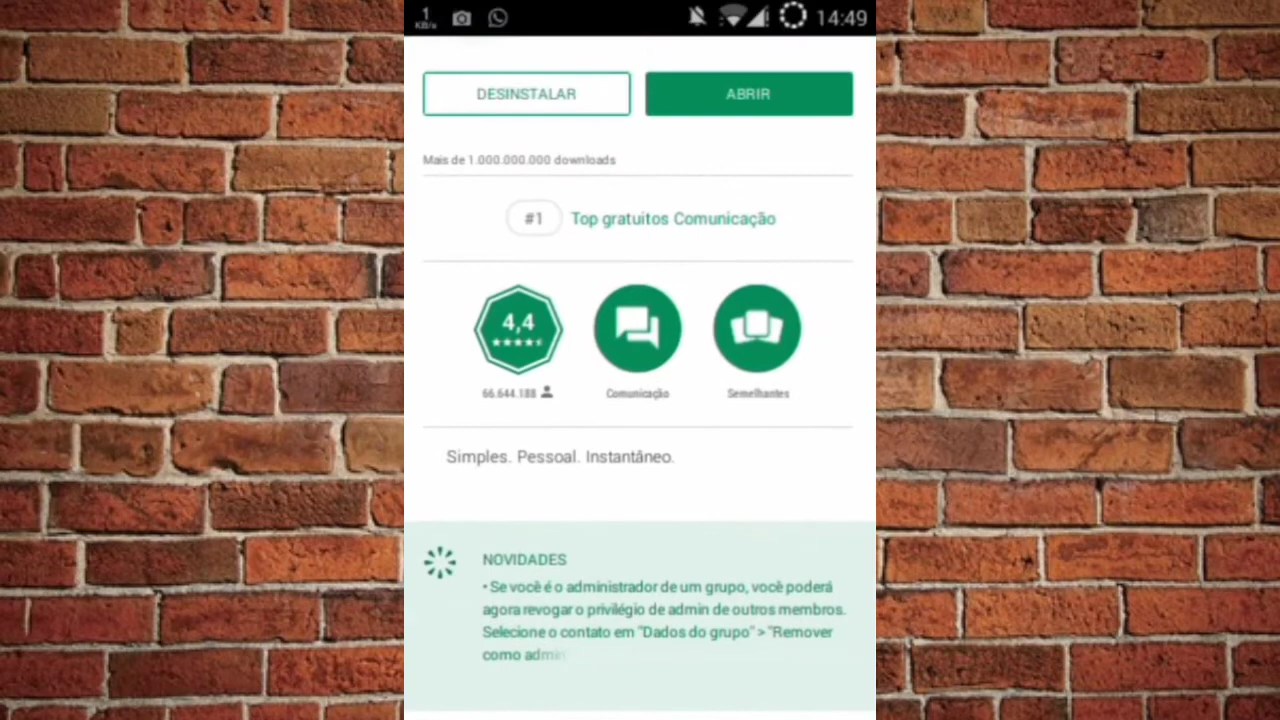 1
KB/s
14:49
DESINSTALAR
ABRIR
Mais de 1.000.000.000 downloads
#1 Top gratuitos Comunicação
4,4
66.644.188
Comunicação
Semelhantes
Simples. Pessoal. Instantâneo.
NOVIDADES
• Se você é o administrador de um grupo, você poderá
agora revogar o privilégio de admin de outros membros.
Selecione o contato em "Dados do grupo" > "Remover
como admin